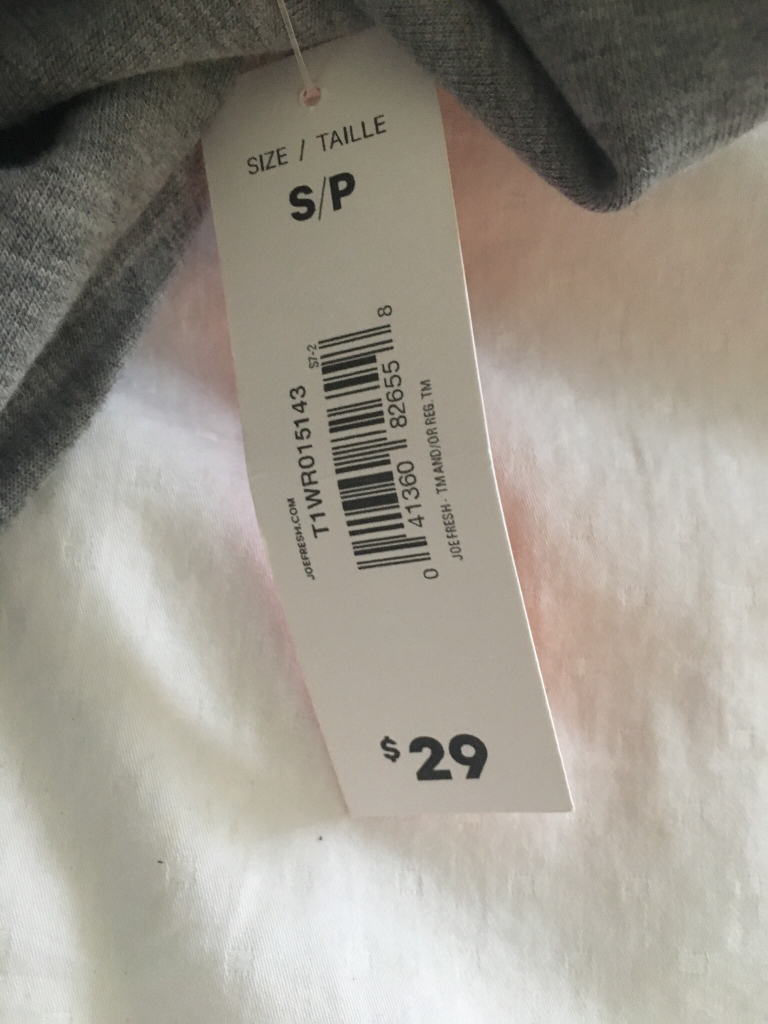 SIZE / TAILLE
S/P
JOEFRESH.COM
T1WR015143
S7-2
0 41360 82655 8
JOE FRESH - TM AND/OR REG. TM
$29